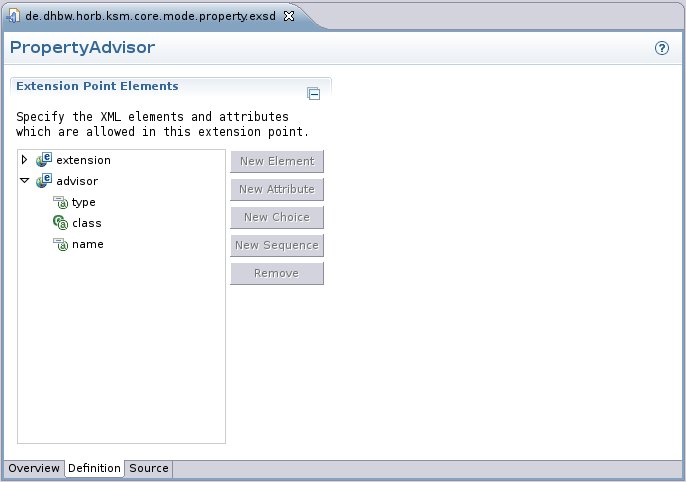 de.dhbw.horb.ksm.core.mode.property.exsd
PropertyAdvisor
Extension Point Elements
Specify the XML elements and attributes
which are allowed in this extension point.
extension
advisor
type
class
name
New Element
New Attribute
New Choice
New Sequence
Remove
Overview Definition Source